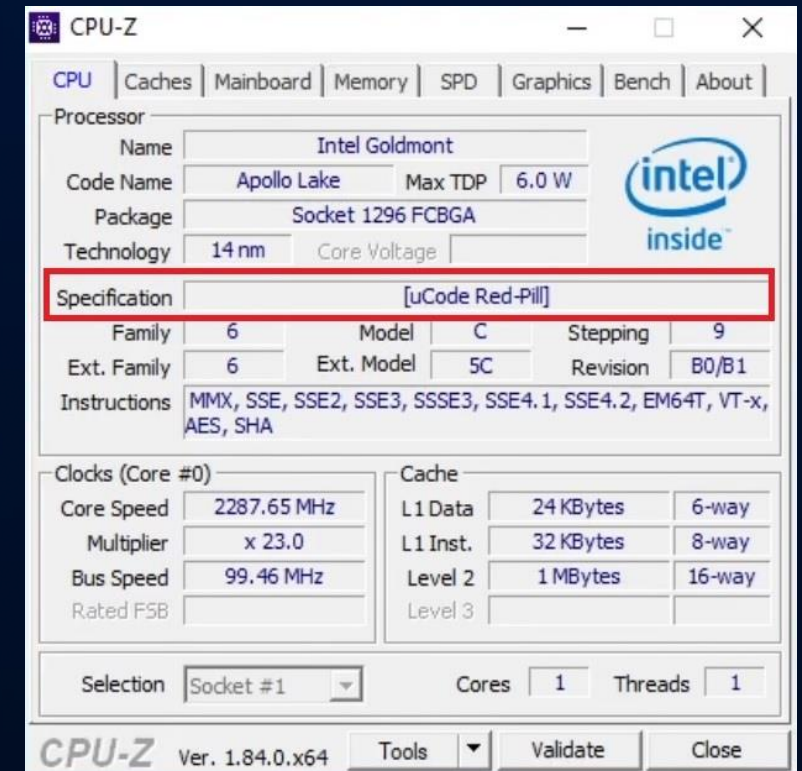 CPU-Z
CPU Caches Mainboard Memory SPD Graphics Bench About
Processor
Name Intel Goldmont
Code Name Apollo Lake Max TDP 6.0 W
Package Socket 1296 FCBGA
Technology 14 nm Core Voltage
intel inside™
Specification [uCode Red-Pill]
Family 6 Model C Stepping 9
Ext. Family 6 Ext. Model 5C Revision B0/B1
Instructions MMX, SSE, SSE2, SSE3, SSSE3, SSE4.1, SSE4.2, EM64T, VT-x,
AES, SHA
Clocks (Core #0)
Core Speed 2287.65 MHz
Multiplier x 23.0
Bus Speed 99.46 MHz
Rated FSB
Cache
L1 Data 24 KBytes 6-way
L1 Inst. 32 KBytes 8-way
Level 2 1 MBytes 16-way
Level 3
Selection Socket #1 Cores 1 Threads 1
CPU-Z Ver. 1.84.0.x64 Tools Validate Close